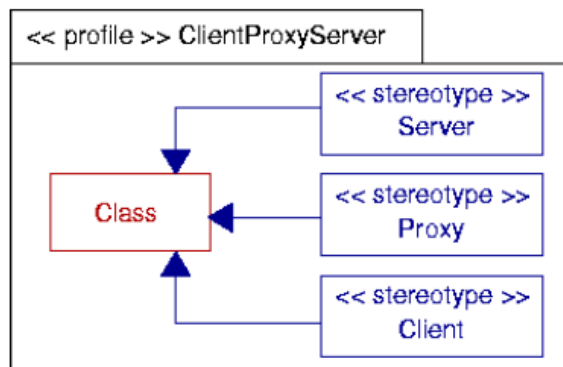 << profile >> ClientProxyServer
<< stereotype >>
Server
Class
<< stereotype >>
Proxy
<< stereotype >>
Client